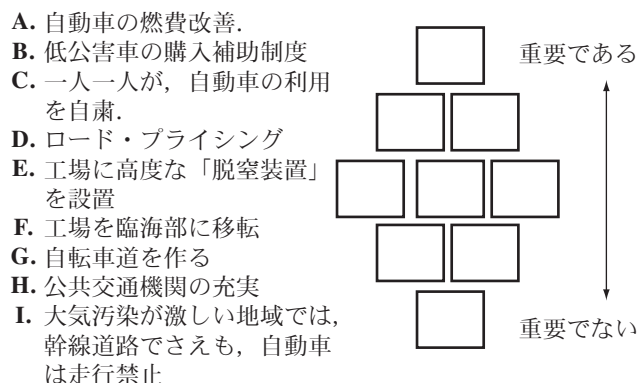 A. 自動車の燃費改善.
B. 低公害車の購入補助制度
C. 一人一人が，自動車の利用
を自粛.
D. ロード・プライシング
E. 工場に高度な「脱窒装置」
を設置
F. 工場を臨海部に移転
G. 自転車道を作る
H. 公共交通機関の充実
I. 大気汚染が激しい地域では，
幹線道路でさえも，自動車
は走行禁止
重要である
重要でない